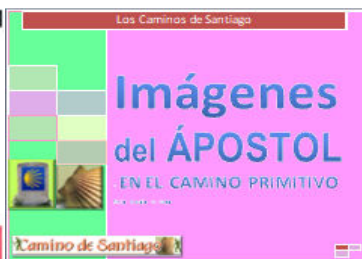 Los Caminos de Santiago
Imágenes
del ÁPOSTOL
EN EL CAMINO PRIMITIVO
Camino de Santiago